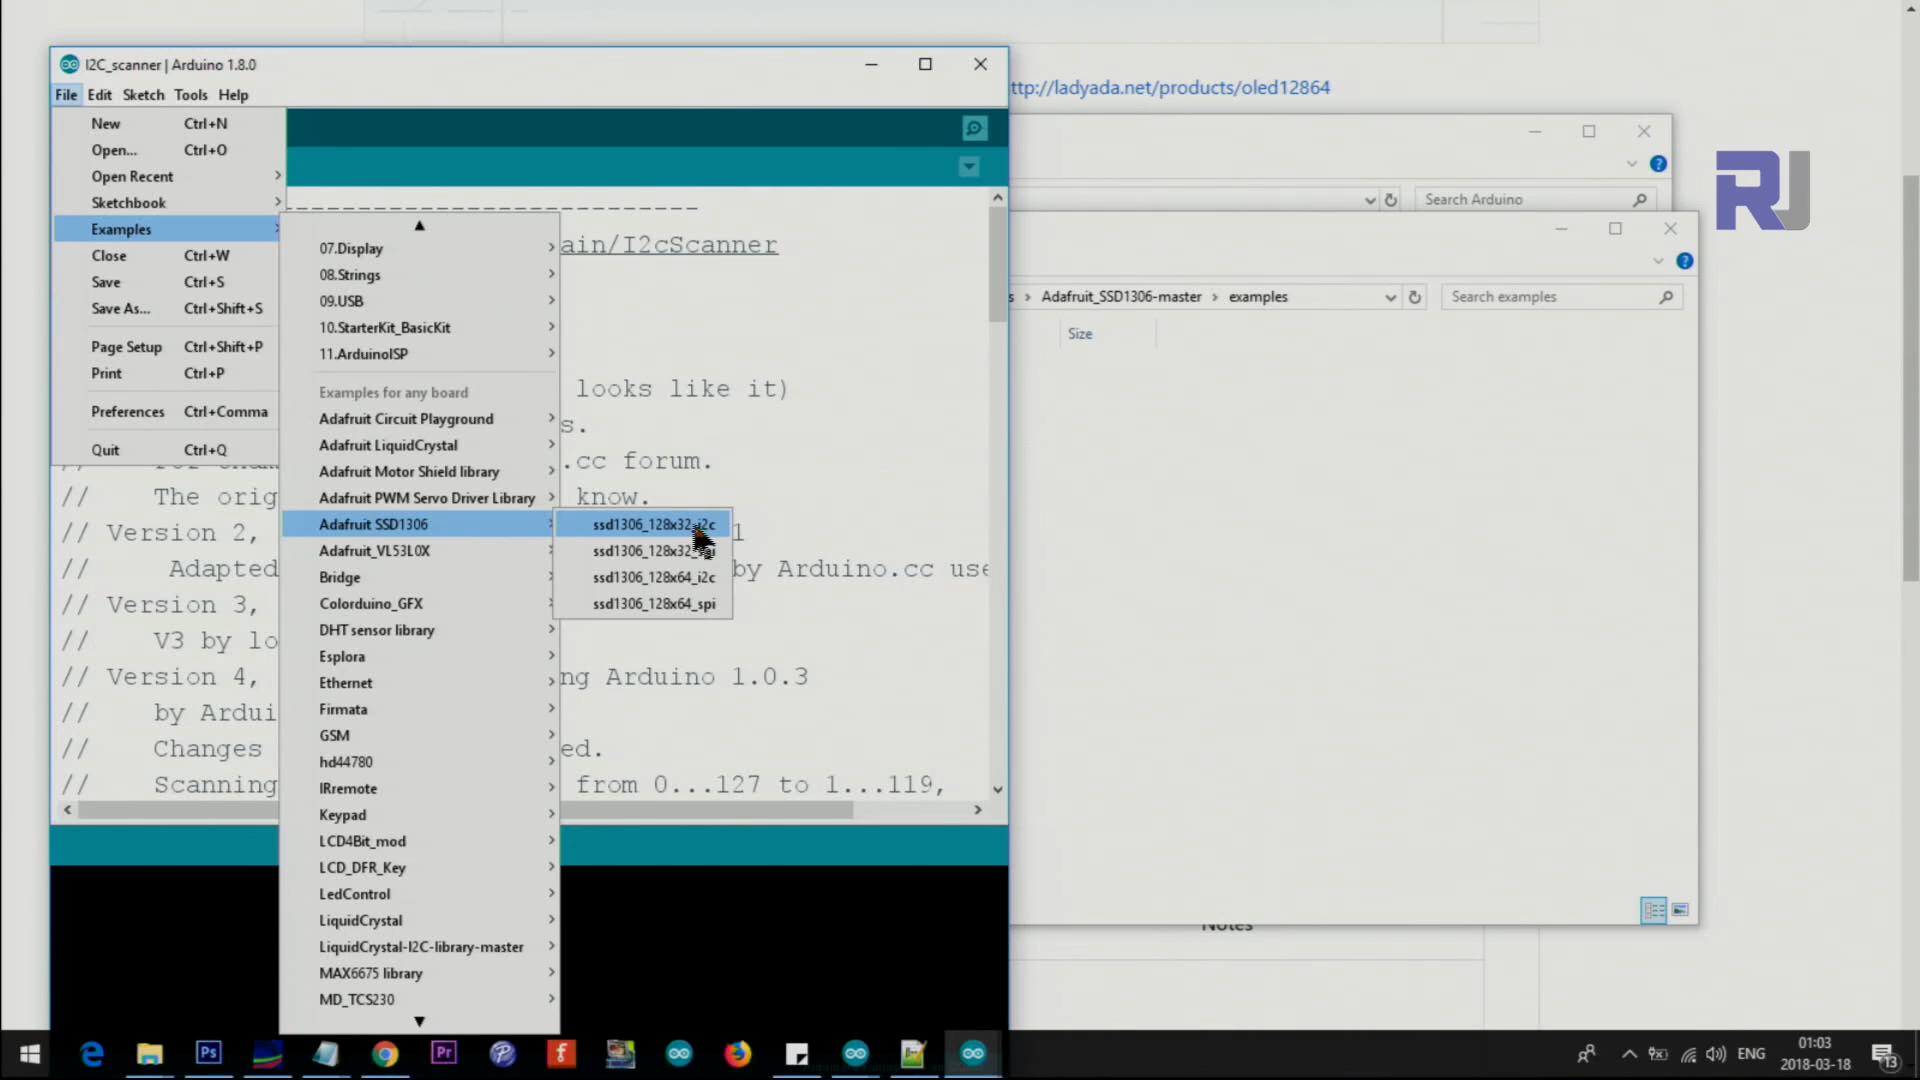 I2C_scanner | Arduino 1.8.0
File Edit Sketch Tools Help
New Ctrl+N
Open... Ctrl+O
Open Recent
Sketchbook
Examples
Close Ctrl+W
Save Ctrl+S
Save As... Ctrl+Shift+S
Page Setup Ctrl+Shift+P
Print Ctrl+P
Preferences Ctrl+Comma
Quit Ctrl+Q
07.Display
08.Strings
09.USB
10.StarterKit_BasicKit
11.ArduinoISP
Examples for any board
Adafruit Circuit Playground
Adafruit LiquidCrystal
Adafruit Motor Shield library
Adafruit PWM Servo Driver Library
Adafruit SSD1306
Adafruit_VL53L0X
Bridge
Colorduino_GFX
DHT sensor library
Esplora
Ethernet
Firmata
GSM
hd44780
IRremote
Keypad
LCD4Bit_mod
LCD_DFR_Key
LedControl
LiquidCrystal
LiquidCrystal-I2C-library-master
MAX6675 library
MD_TCS230
ssd1306_128x32_i2c
ssd1306_128x32_spi
ssd1306_128x64_i2c
ssd1306_128x64_spi
ain/I2cScanner
looks like it)
s.
.cc forum.
// The orig know.
// Version 2, 1
// Adapted by Arduino.cc use
// Version 3,
// V3 by lo
// Version 4, ng Arduino 1.0.3
// by Ardui
// Changes ed.
// Scanning from 0...127 to 1...119,
ttp://ladyada.net/products/oled12864
Search Arduino
s > Adafruit_SSD1306-master > examples
Search examples
Size
Notes
RJ
Ps
Pr
ENG
01:03
2018-03-18
13